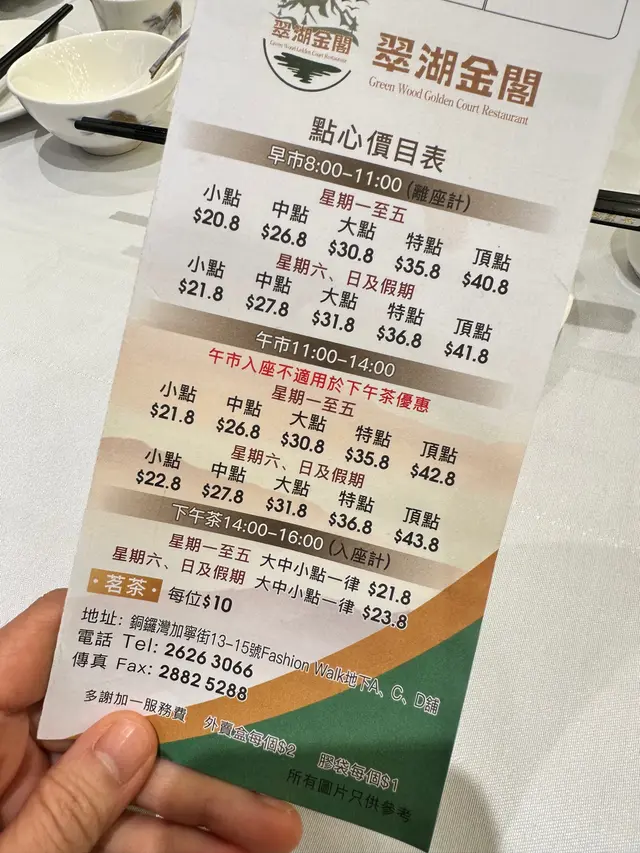 翠湖金閣
Green Wood Golden Court Restaurant
翠湖金閣
Green Wood Golden Court Restaurant
點心價目表
早市8:00-11:00 (離座計)
星期一至五
小點 中點 大點 特點 頂點
$20.8 $26.8 $30.8 $35.8 $40.8
星期六、日及假期
小點 中點 大點 特點 頂點
$21.8 $27.8 $31.8 $36.8 $41.8
午市11:00-14:00
午市入座不適用於下午茶優惠
星期一至五
小點 中點 大點 特點 頂點
$21.8 $26.8 $30.8 $35.8 $42.8
星期六、日及假期
小點 中點 大點 特點 頂點
$22.8 $27.8 $31.8 $36.8 $43.8
下午茶14:00-16:00 (入座計)
星期一至五 大中小點一律 $21.8
星期六、日及假期 大中小點一律 $23.8
·茗茶· 每位$10
地址: 銅鑼灣加寧街13-15號Fashion Walk地下A、C、D舖
電話 Tel: 2626 3066
傳真 Fax: 2882 5288
多謝加一服務費 外賣盒每個$2 膠袋每個$1
所有圖片只供參考